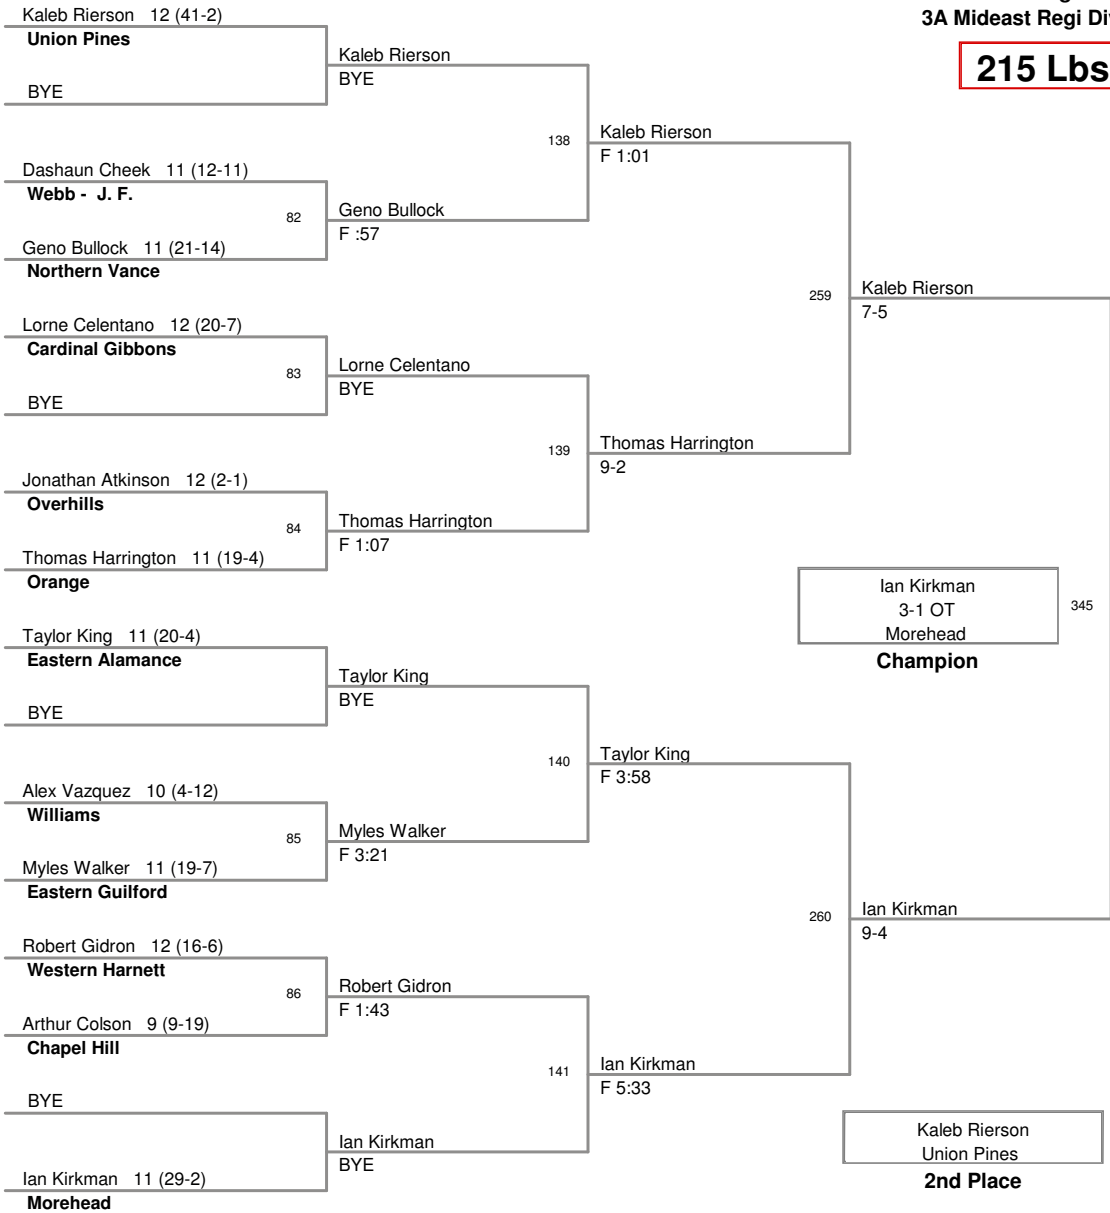 3A Mideast Regi Di
215 Lbs
Kaleb Rierson 12 (41-2)
Union Pines
BYE
Dashaun Cheek 11 (12-11)
Webb - J. F.
82
Geno Bullock 11 (21-14)
Northern Vance
Lorne Celentano 12 (20-7)
Cardinal Gibbons
83
BYE
Jonathan Atkinson 12 (2-1)
Overhills
84
Thomas Harrington 11 (19-4)
Orange
Taylor King 11 (20-4)
Eastern Alamance
BYE
Alex Vazquez 10 (4-12)
Williams
85
Myles Walker 11 (19-7)
Eastern Guilford
Robert Gidron 12 (16-6)
Western Harnett
86
Arthur Colson 9 (9-19)
Chapel Hill
BYE
Ian Kirkman 11 (29-2)
Morehead
Kaleb Rierson
BYE
138
Geno Bullock
F :57
Lorne Celentano
BYE
139
Thomas Harrington
F 1:07
Taylor King
BYE
140
Myles Walker
F 3:21
Robert Gidron
F 1:43
141
Ian Kirkman
BYE
Kaleb Rierson
F 1:01
259
Thomas Harrington
9-2
Taylor King
F 3:58
260
Ian Kirkman
F 5:33
Kaleb Rierson
7-5
Ian Kirkman
9-4
Ian Kirkman
3-1 OT
Morehead
345
Champion
Kaleb Rierson
Union Pines
2nd Place